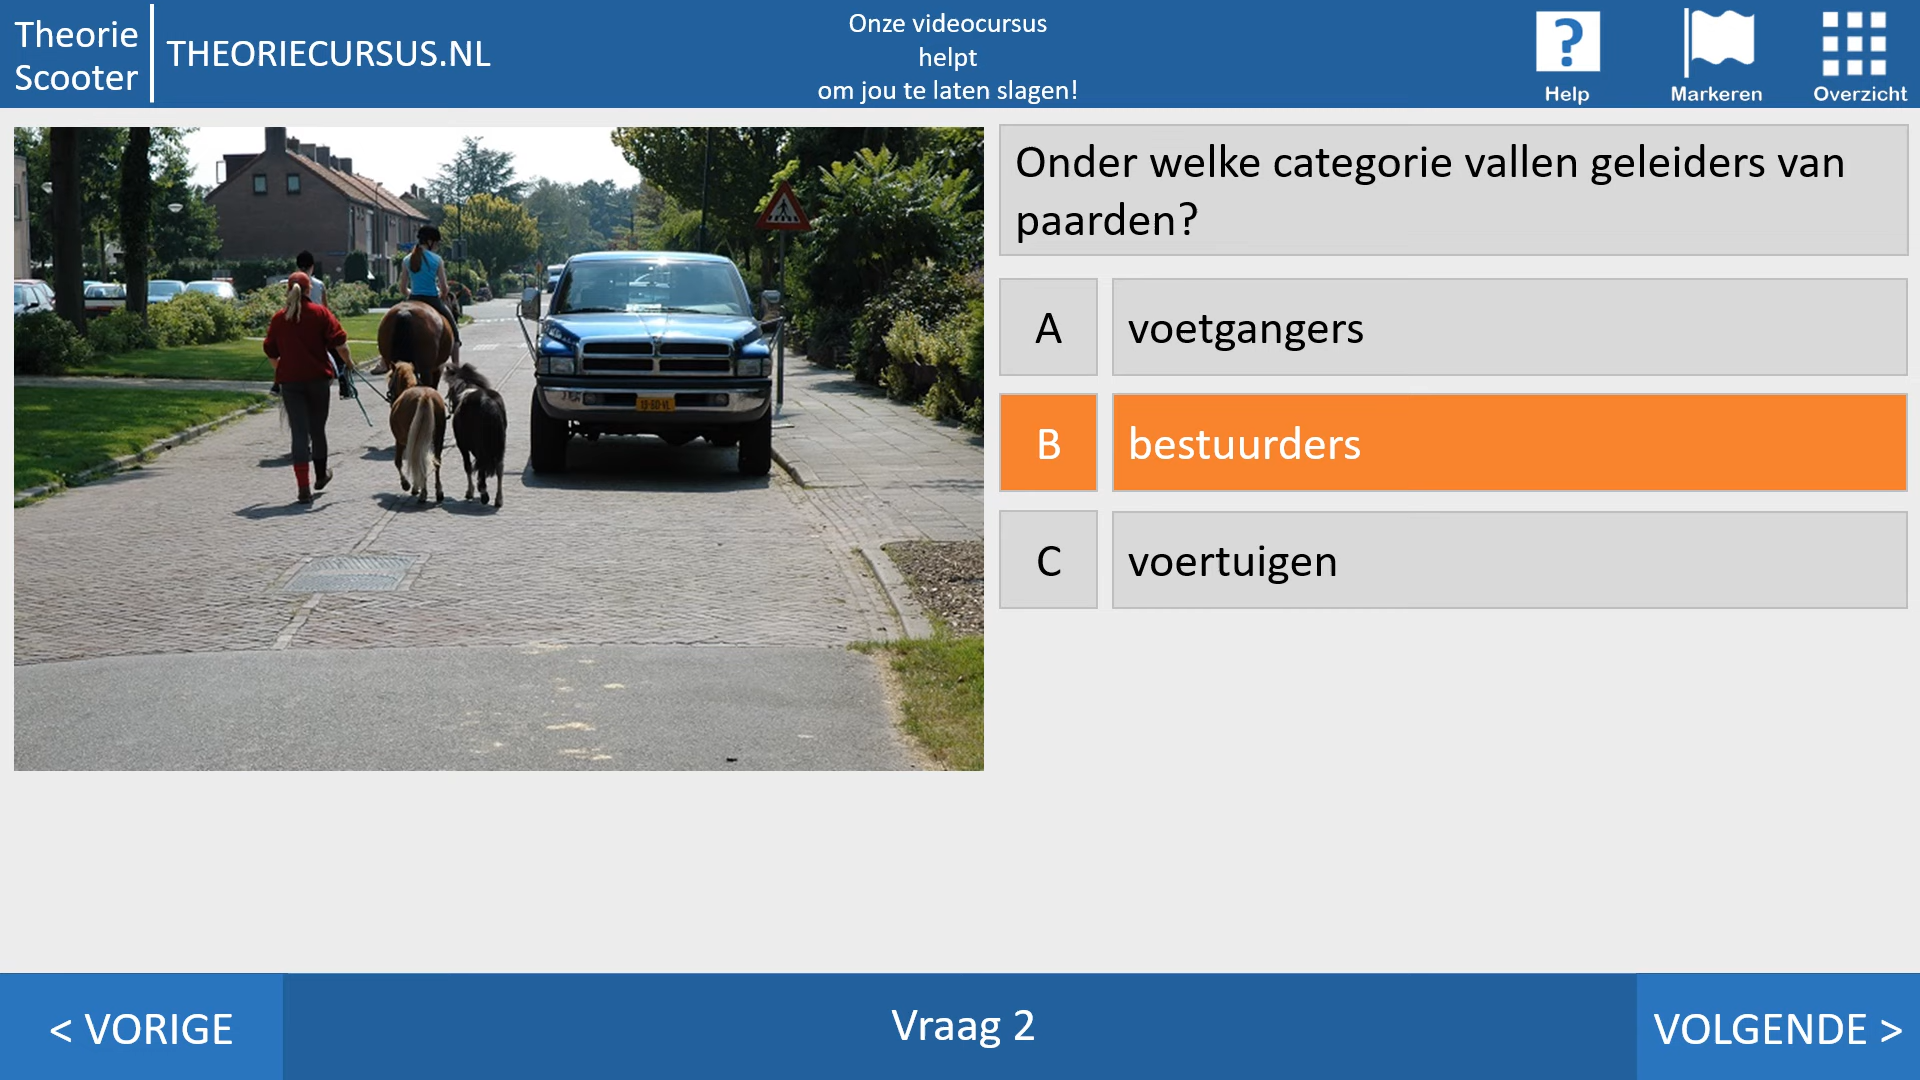 Theorie
Scooter
THEORIECURSUS.NL
Onze videocursus
helpt
om jou te laten slagen!
?
Help
Markeren
Overzicht
Onder welke categorie vallen geleiders van
paarden?
A
voetgangers
B
bestuurders
C
voertuigen
< VORIGE
Vraag 2
VOLGENDE >